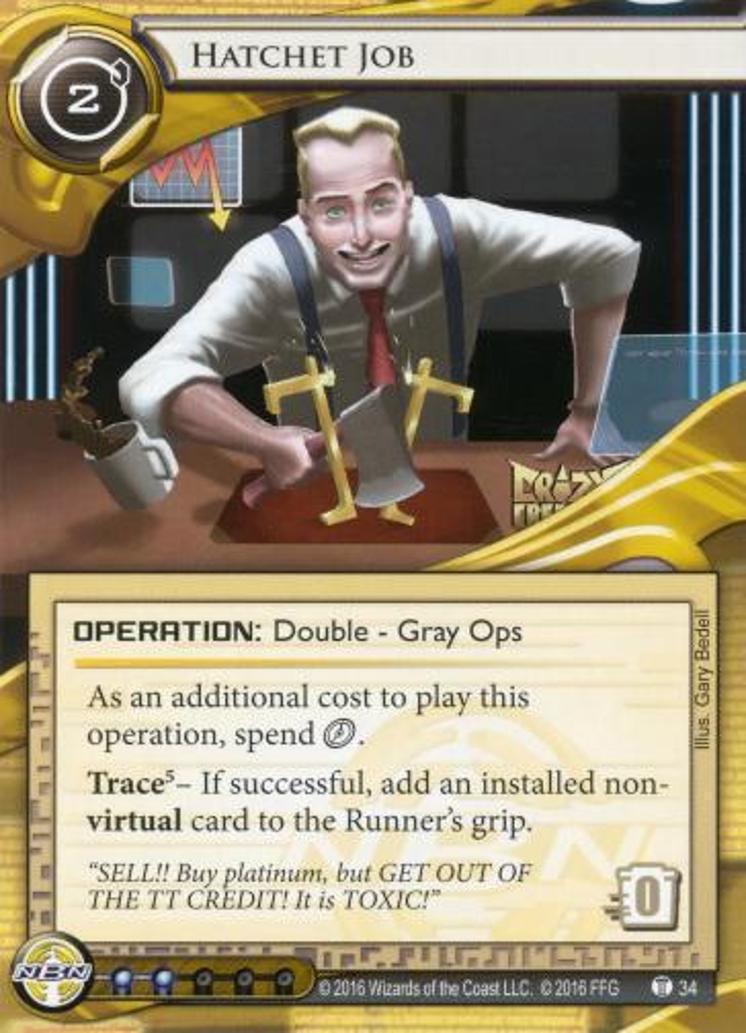 2
HATCHET JOB
CRAZY
OPERATION: Double - Gray Ops
As an additional cost to play this
operation, spend .
Trace⁵– If successful, add an installed non-
virtual card to the Runner's grip.
"SELL!! Buy platinum, but GET OUT OF
THE TT CREDIT! It is TOXIC!"
0
Illus. Gary Bedell
NBN
© 2016 Wizards of the Coast LLC. © 2016 FFG
34